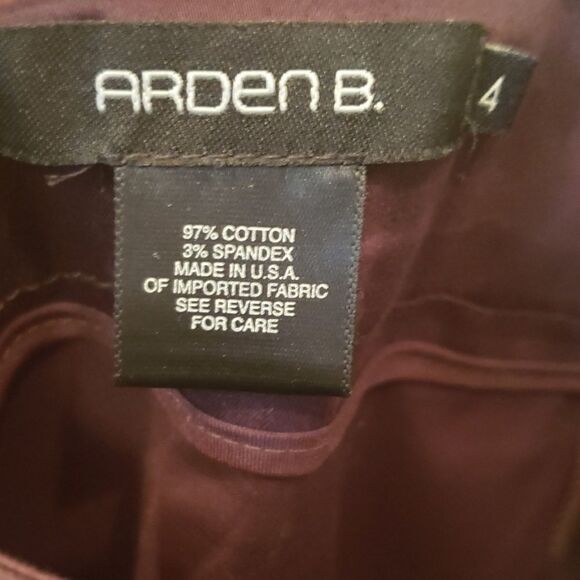 ARDEN B.
4
97% COTTON
3% SPANDEX
MADE IN U.S.A.
OF IMPORTED FABRIC
SEE REVERSE
FOR CARE